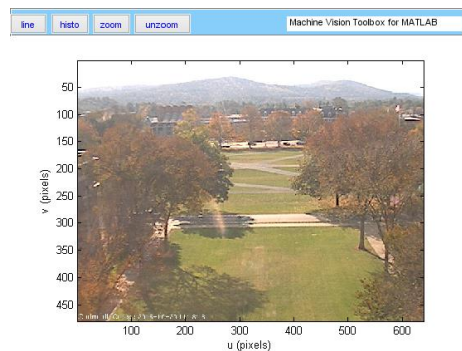 line histo zoom unzoom Machine Vision Toolbox for MATLAB
50
100
150
200
250
300
350
400
450
v (pixels)
100 200 300 400 500 600
u (pixels)